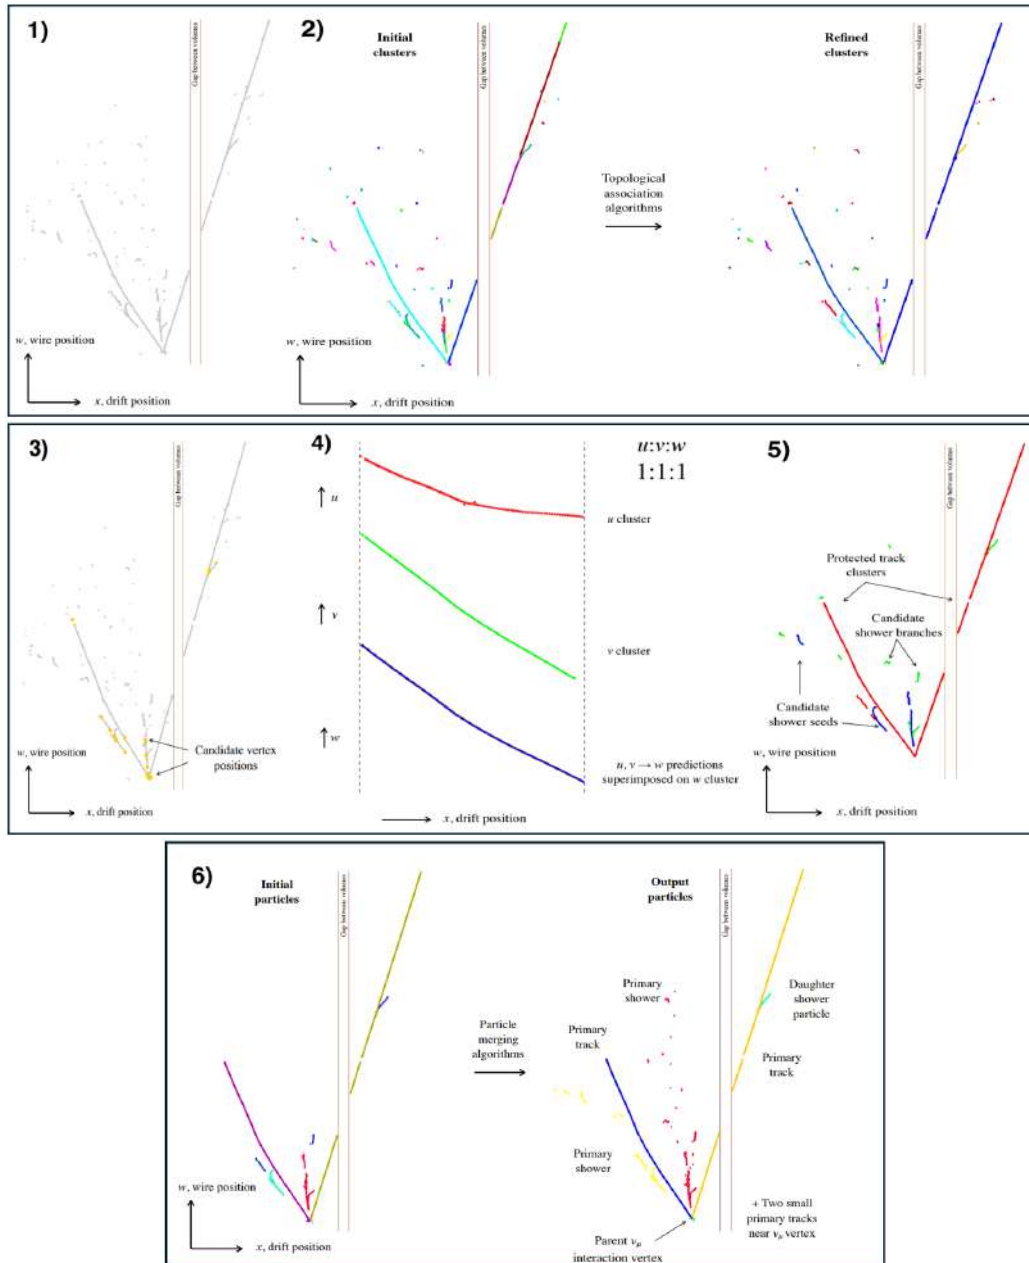 1)
Gap between volumes
w, wire position
x, drift position
2)
Initial
clusters
Gap between volumes
Topological
association
algorithms
Refined
clusters
Gap between volumes
w, wire position
x, drift position
3)
Gap between volumes
Candidate vertex
positions
w, wire position
x, drift position
4)
u:v:w
1:1:1
u
u cluster
v
v cluster
w
u, v → w predictions
superimposed on w cluster
x, drift position
5)
Gap between volumes
Protected track
clusters
Candidate
shower branches
Candidate
shower seeds
w, wire position
x, drift position
6)
Initial
particles
Gap between volumes
w, wire position
x, drift position
Particle
merging
algorithms
Output
particles
Gap between volumes
Primary
shower
Primary
track
Daughter
shower
particle
Primary
track
Primary
shower
Parent νμ
interaction vertex
+ Two small
primary tracks
near νμ vertex